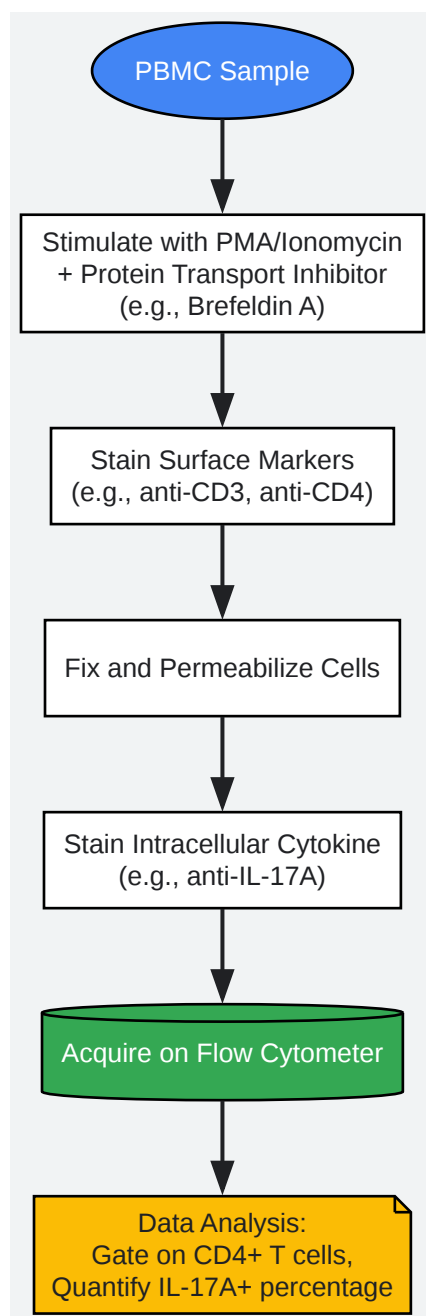 PBMC Sample
Stimulate with PMA/Ionomycin
+ Protein Transport Inhibitor
(e.g., Brefeldin A)
Stain Surface Markers
(e.g., anti-CD3, anti-CD4)
Fix and Permeabilize Cells
Stain Intracellular Cytokine
(e.g., anti-IL-17A)
Acquire on Flow Cytometer
Data Analysis:
Gate on CD4+ T cells,
Quantify IL-17A+ percentage